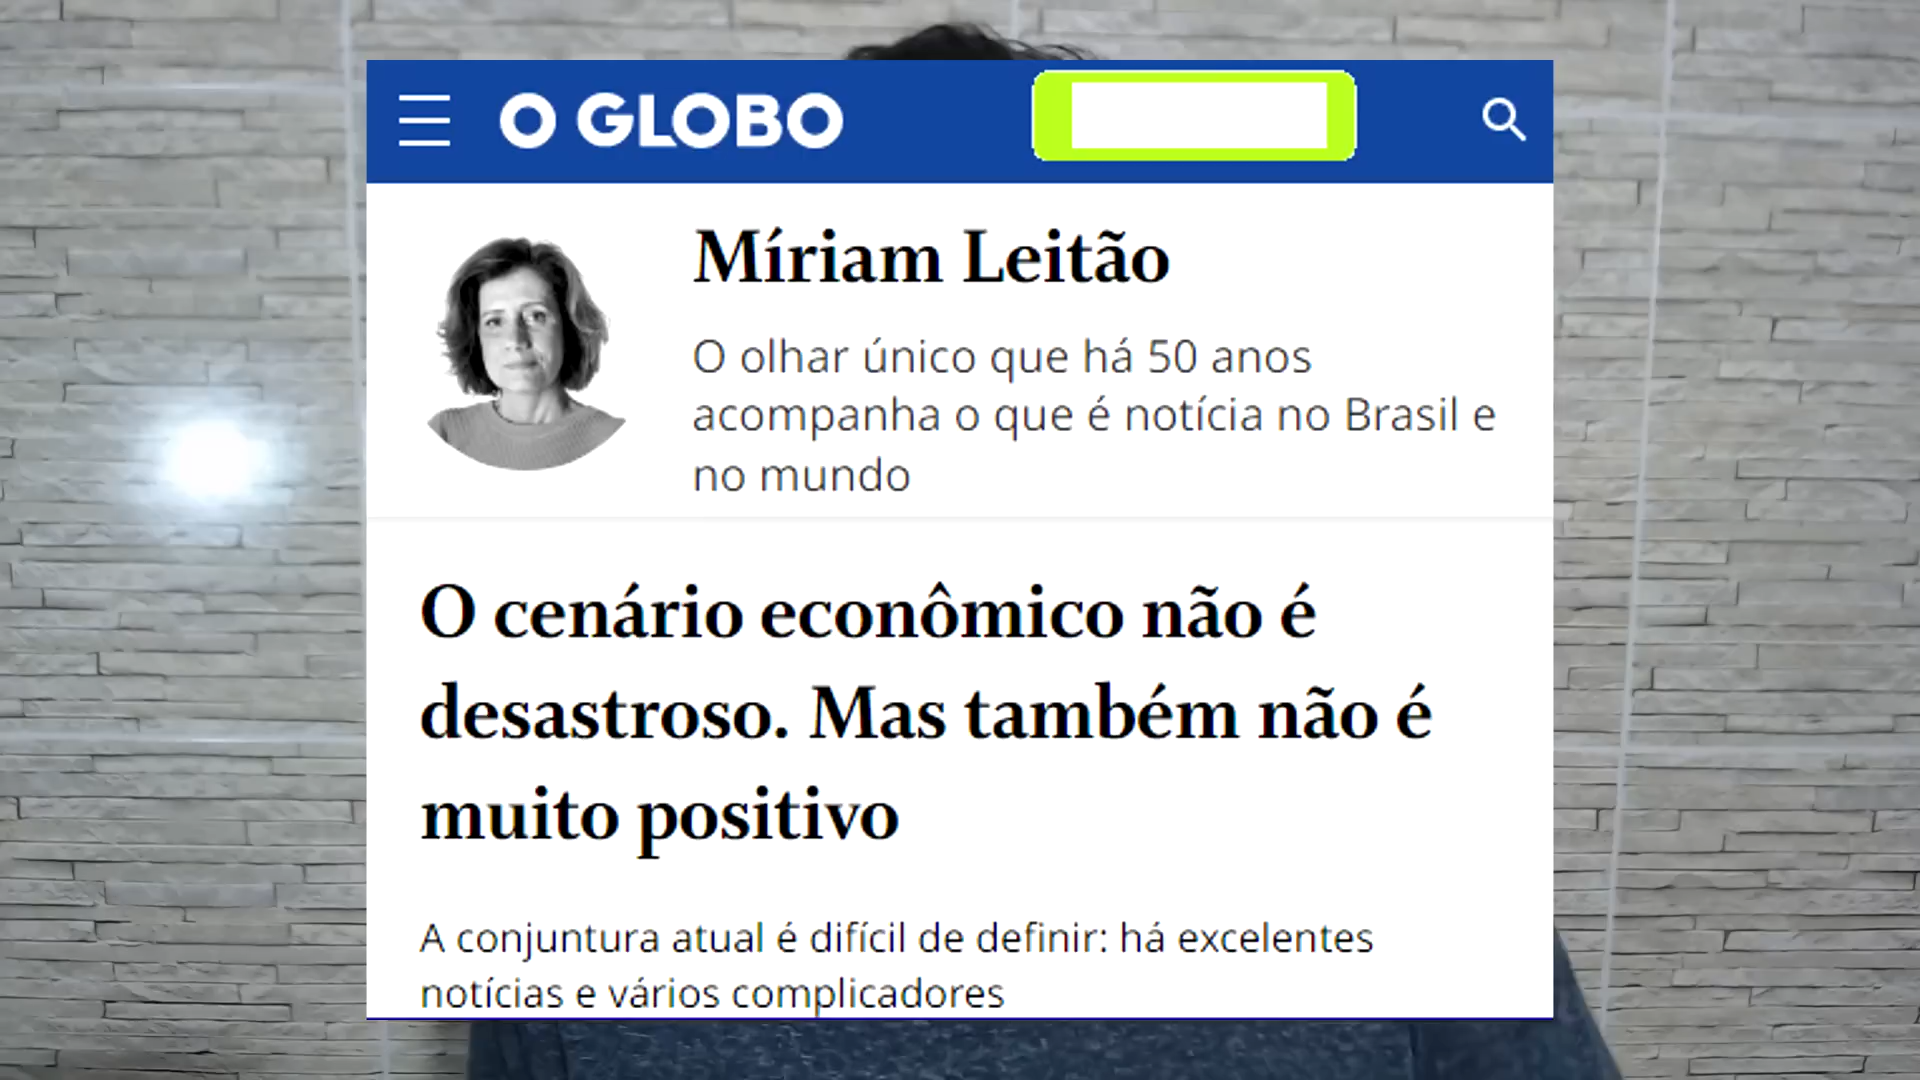 O GLOBO
Míriam Leitão
O olhar único que há 50 anos
acompanha o que é notícia no Brasil e
no mundo
O cenário econômico não é
desastroso. Mas também não é
muito positivo
A conjuntura atual é difícil de definir: há excelentes
notícias e vários complicadores